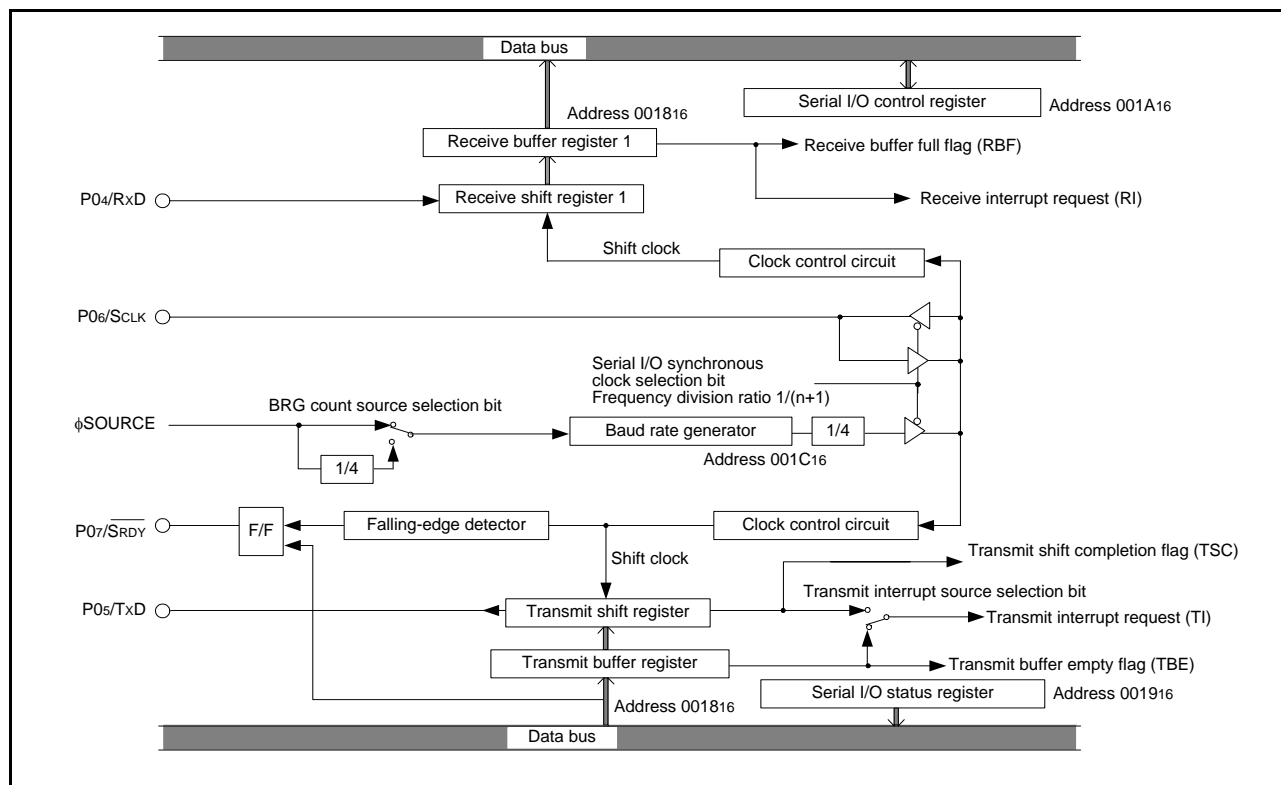 Data bus
Serial I/O control register
Address 001A16
Address 001816
Receive buffer register 1
Receive buffer full flag (RBF)
P04/RXD
Receive shift register 1
Receive interrupt request (RI)
Shift clock
Clock control circuit
P06/SCLK
Serial I/O synchronous
clock selection bit
Frequency division ratio 1/(n+1)
BRG count source selection bit
ϕSOURCE
Baud rate generator
1/4
Address 001C16
1/4
P07/SRDY
F/F
Falling-edge detector
Clock control circuit
Shift clock
Transmit shift completion flag (TSC)
Transmit interrupt source selection bit
P05/TXD
Transmit shift register
Transmit interrupt request (TI)
Transmit buffer register
Transmit buffer empty flag (TBE)
Serial I/O status register
Address 001916
Address 001816
Data bus